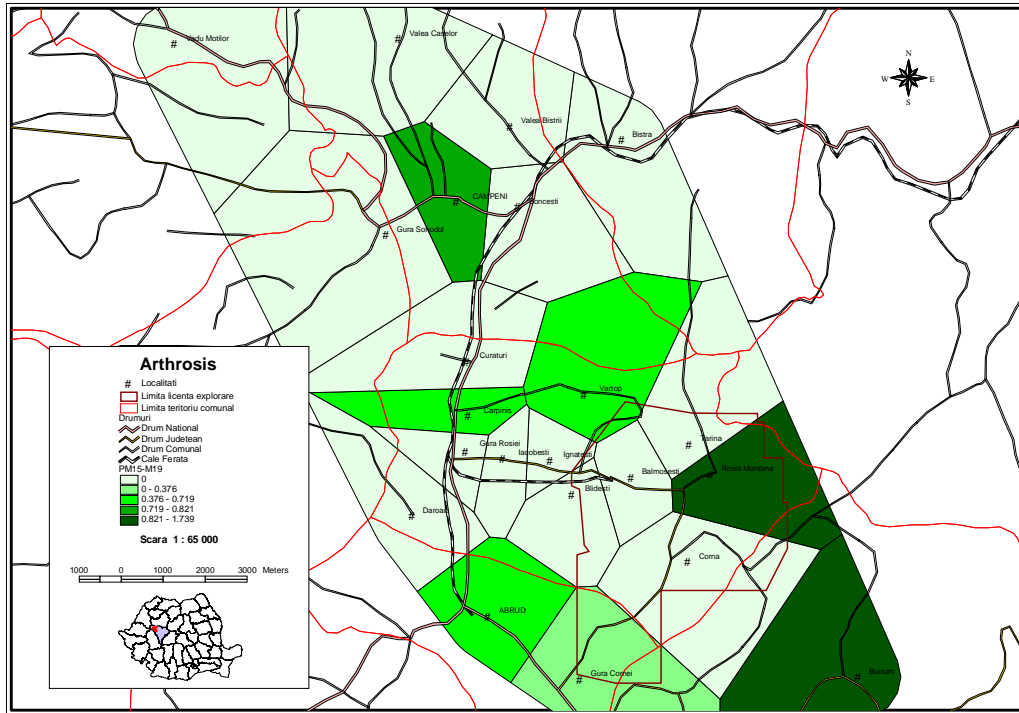 Vadu Motilor
Valea Caselor
N
W
E
S
Valea Bistrii
Bistra
CAMPENI
Boncesti
Gura Sohodol
Curaturi
Vartop
Carpinis
Tarina
Gura Rosiei
Iacobesti
Ignatesti
Rosia Montana
Balmosesti
Blidesti
Daroaia
Corna
ABRUD
Gura Cornei
Bucium
Arthrosis
# Localitati
Limita licenta explorare
Limita teritoriu comunal
Drumuri
Drum National
Drum Judetean
Drum Comunal
Cale Ferata
PM15-M19
0
0 - 0.376
0.376 - 0.719
0.719 - 0.821
0.821 - 1.739
Scara 1 : 65 000
1000 0 1000 2000 3000 Meters